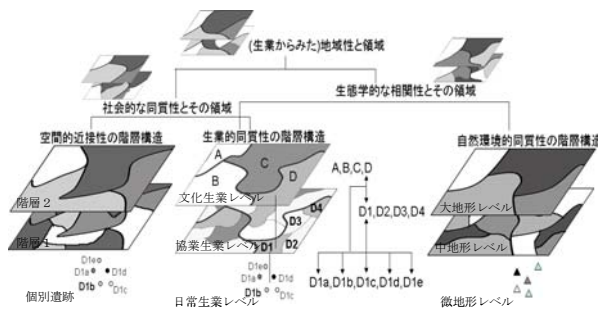 (生業からみた)地域性と領域
生態学的な相関性とその領域
社会的な同質性とその領域
空間的近接性の階層構造
生業的同質性の階層構造
自然環境的同質性の階層構造
階層2
階層1
D1e
D1a
D1d
D1b
D1c
個別遺跡
A
B
C
D
文化生業レベル
D4
D3
協業生業レベル
D1
D2
D1e
D1a
D1d
D1b
D1c
日常生業レベル
A,B,C,D
D1,D2,D3,D4
D1a,D1b,D1c,D1d,D1e
大地形レベル
中地形レベル
微地形レベル